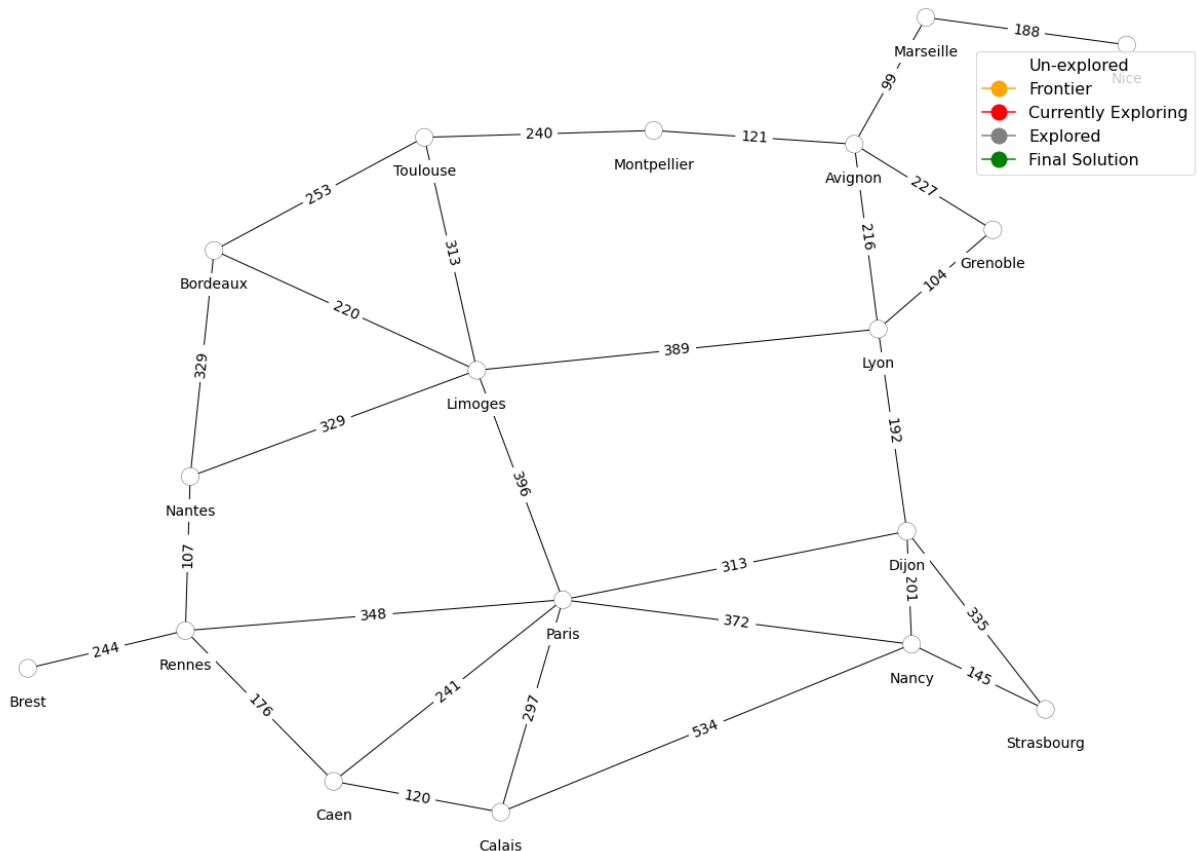 188
Marseille
Un-explored
Nice
Frontier
Currently Exploring
Explored
Final Solution
99
240
121
Toulouse
Montpellier
Avignon
253
227
313
216
Grenoble
Bordeaux
104
220
389
329
Lyon
Limoges
329
192
396
Nantes
107
313
Dijon
201
348
372
335
Paris
244
Rennes
Nancy
145
Brest
176
241
297
534
Strasbourg
120
Caen
Calais